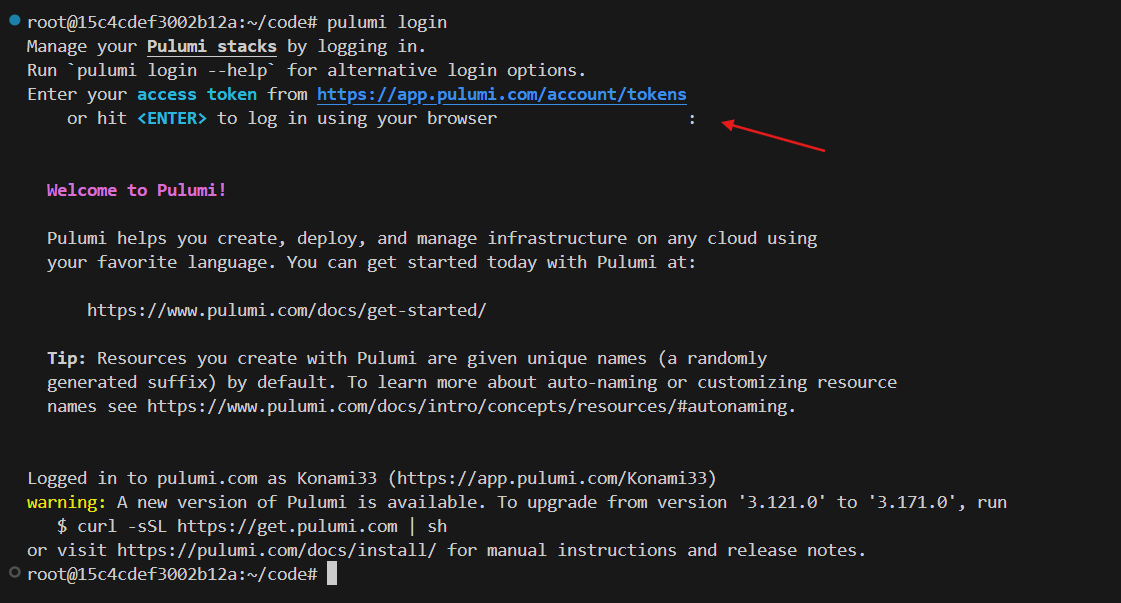 root@15c4cdef3002b12a:~/code# pulumi login
Manage your Pulumi stacks by logging in.
Run `pulumi login --help` for alternative login options.
Enter your access token from https://app.pulumi.com/account/tokens
or hit <ENTER> to log in using your browser                   :
Welcome to Pulumi!
Pulumi helps you create, deploy, and manage infrastructure on any cloud using
your favorite language. You can get started today with Pulumi at:
https://www.pulumi.com/docs/get-started/
Tip: Resources you create with Pulumi are given unique names (a randomly
generated suffix) by default. To learn more about auto-naming or customizing resource
names see https://www.pulumi.com/docs/intro/concepts/resources/#autonaming.
Logged in to pulumi.com as Konami33 (https://app.pulumi.com/Konami33)
warning: A new version of Pulumi is available. To upgrade from version '3.121.0' to '3.171.0', run
$ curl -sSL https://get.pulumi.com | sh
or visit https://pulumi.com/docs/install/ for manual instructions and release notes.
root@15c4cdef3002b12a:~/code#